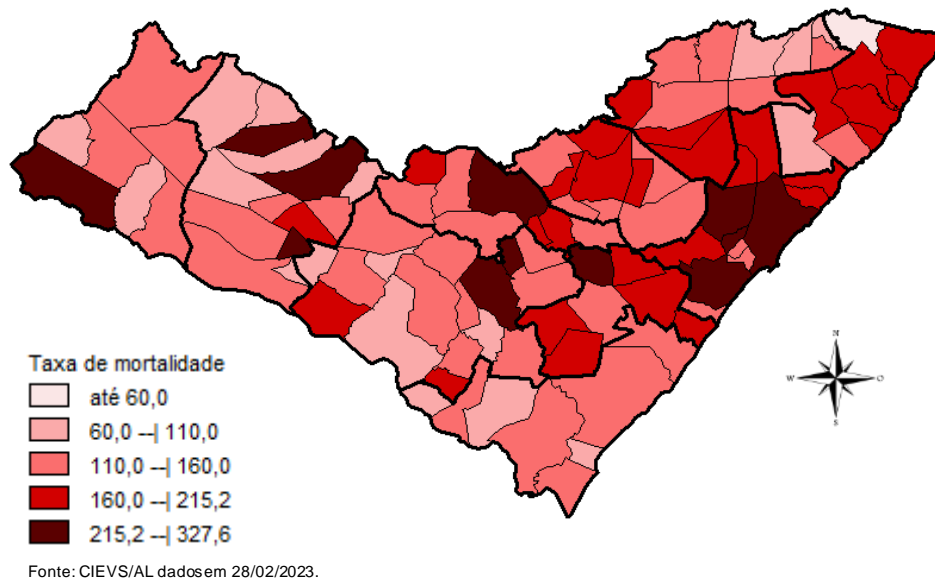 N
W
O
S
Taxa de mortalidade
até 60,0
60,0 --| 110,0
110,0 --| 160,0
160,0 --| 215,2
215,2 --| 327,6
Fonte: CIEVS/AL dadosem 28/02/2023.